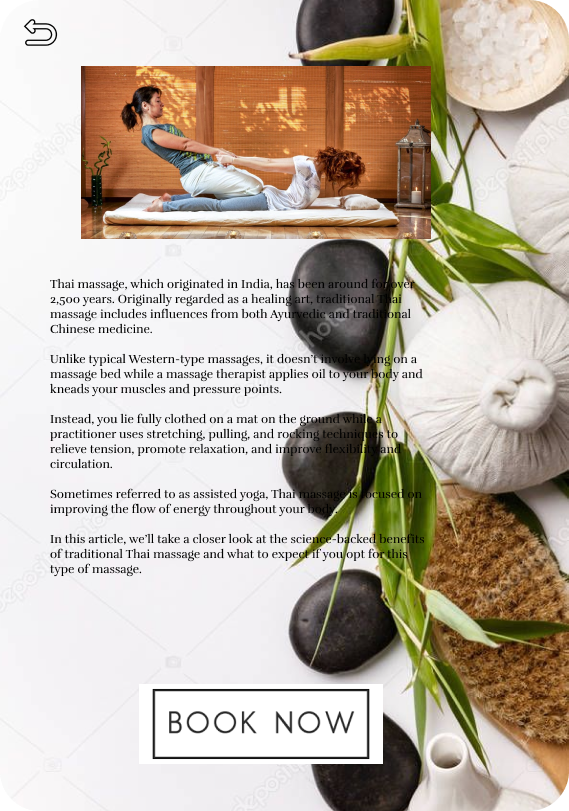 Thai massage, which originated in India, has been around for over
2,500 years. Originally regarded as a healing art, traditional Thai
massage includes influences from both Ayurvedic and traditional
Chinese medicine.
Unlike typical Western-type massages, it doesn't involve lying on a
massage bed while a massage therapist applies oil to your body and
kneads your muscles and pressure points.
Instead, you lie fully clothed on a mat on the ground while a
practitioner uses stretching, pulling, and rocking techniques to
relieve tension, promote relaxation, and improve flexibility and
circulation.
Sometimes referred to as assisted yoga, Thai massage is focused on
improving the flow of energy throughout your body.
In this article, we'll take a closer look at the science-backed benefits
of traditional Thai massage and what to expect if you opt for this
type of massage.
BOOK NOW